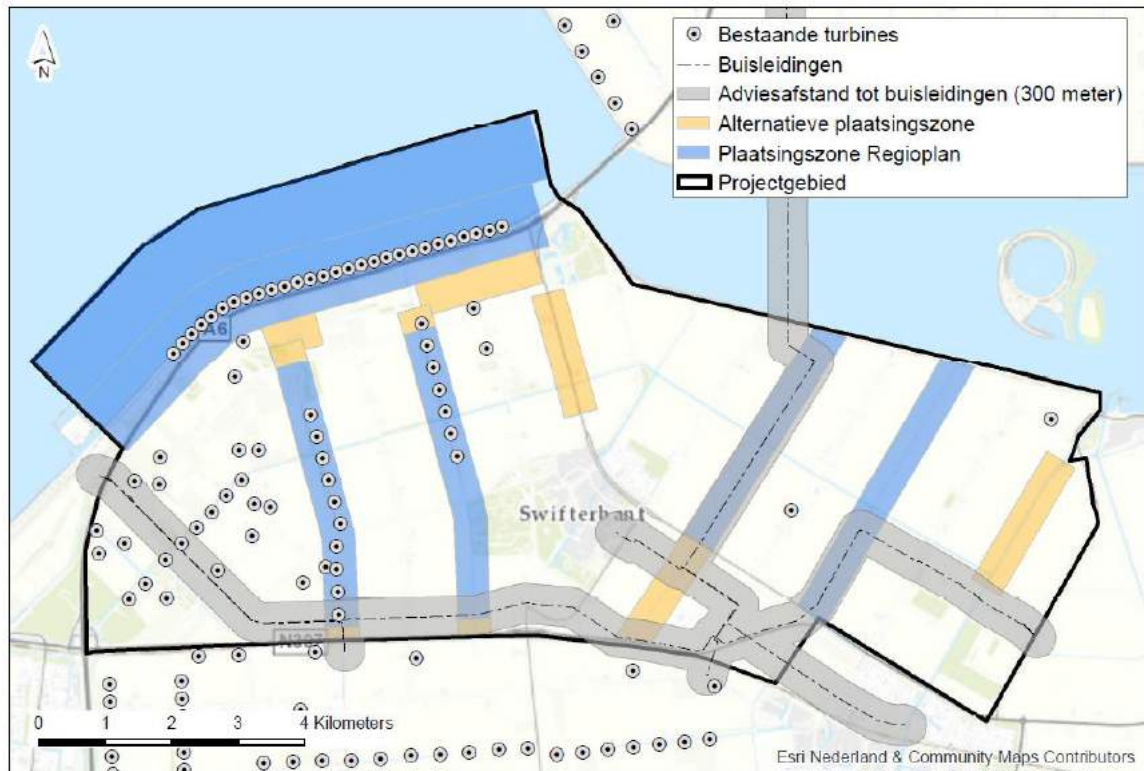 N
Bestaande turbines
Buisleidingen
Adviesafstand tot buisleidingen (300 meter)
Alternatieve plaatsingszone
Plaatsingszone Regioplan
Projectgebied
A6
Swifterbant
N307
0 1 2 3 4 Kilometers
Esri Nederland & Community Maps Contributors